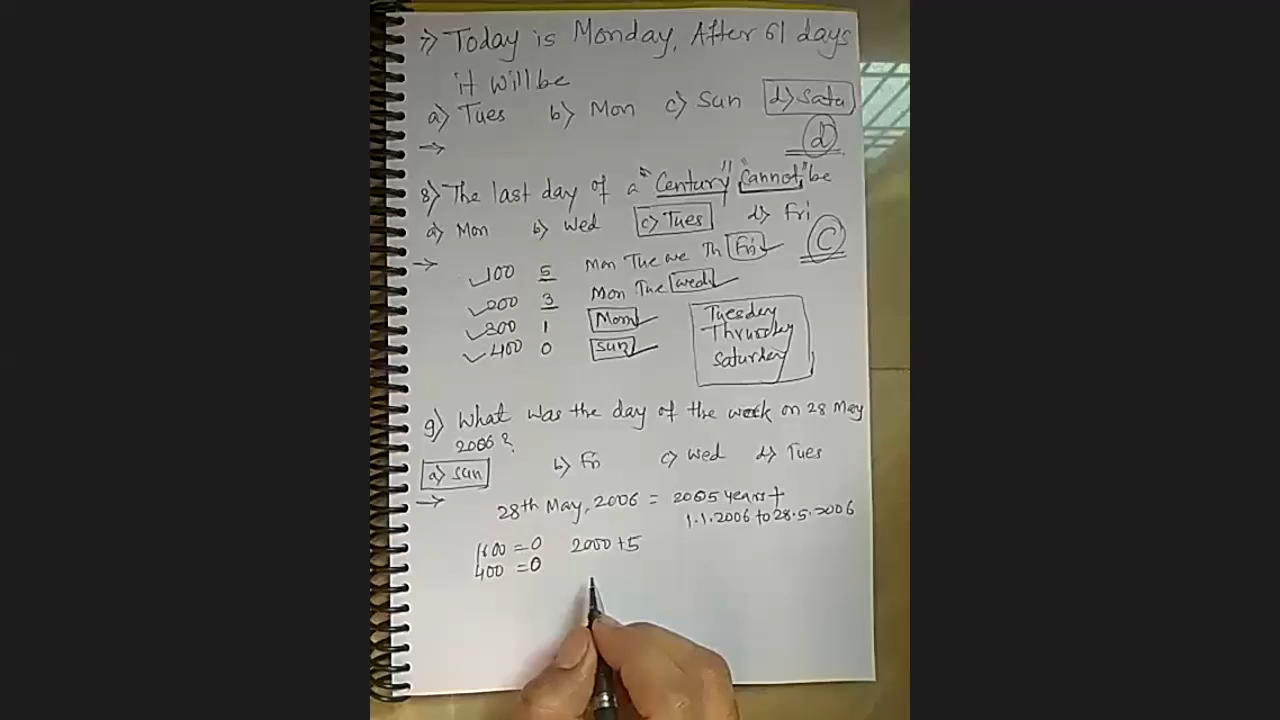 7) Today is Monday, After 61 days
it will be
a) Tues b) Mon c) Sun d) Satu
→ d
8) The last day of a "Century" "Cannot" be
a) Mon b) Wed c) Tues d) Fri
→ C
100 5 Mon Tue We Th Fri
200 3 Mon Tue Wed
300 1 Mon
400 0 Sun
Tuesday
Thrusday
Saturday
9) What was the day of the week on 28 May
2006?
a) Sun b) Fri c) Wed d) Tues
→ 28th May, 2006 = 2005 years +
1.1.2006 to 28.5.2006
1600 = 0 2000 + 5
400 = 0